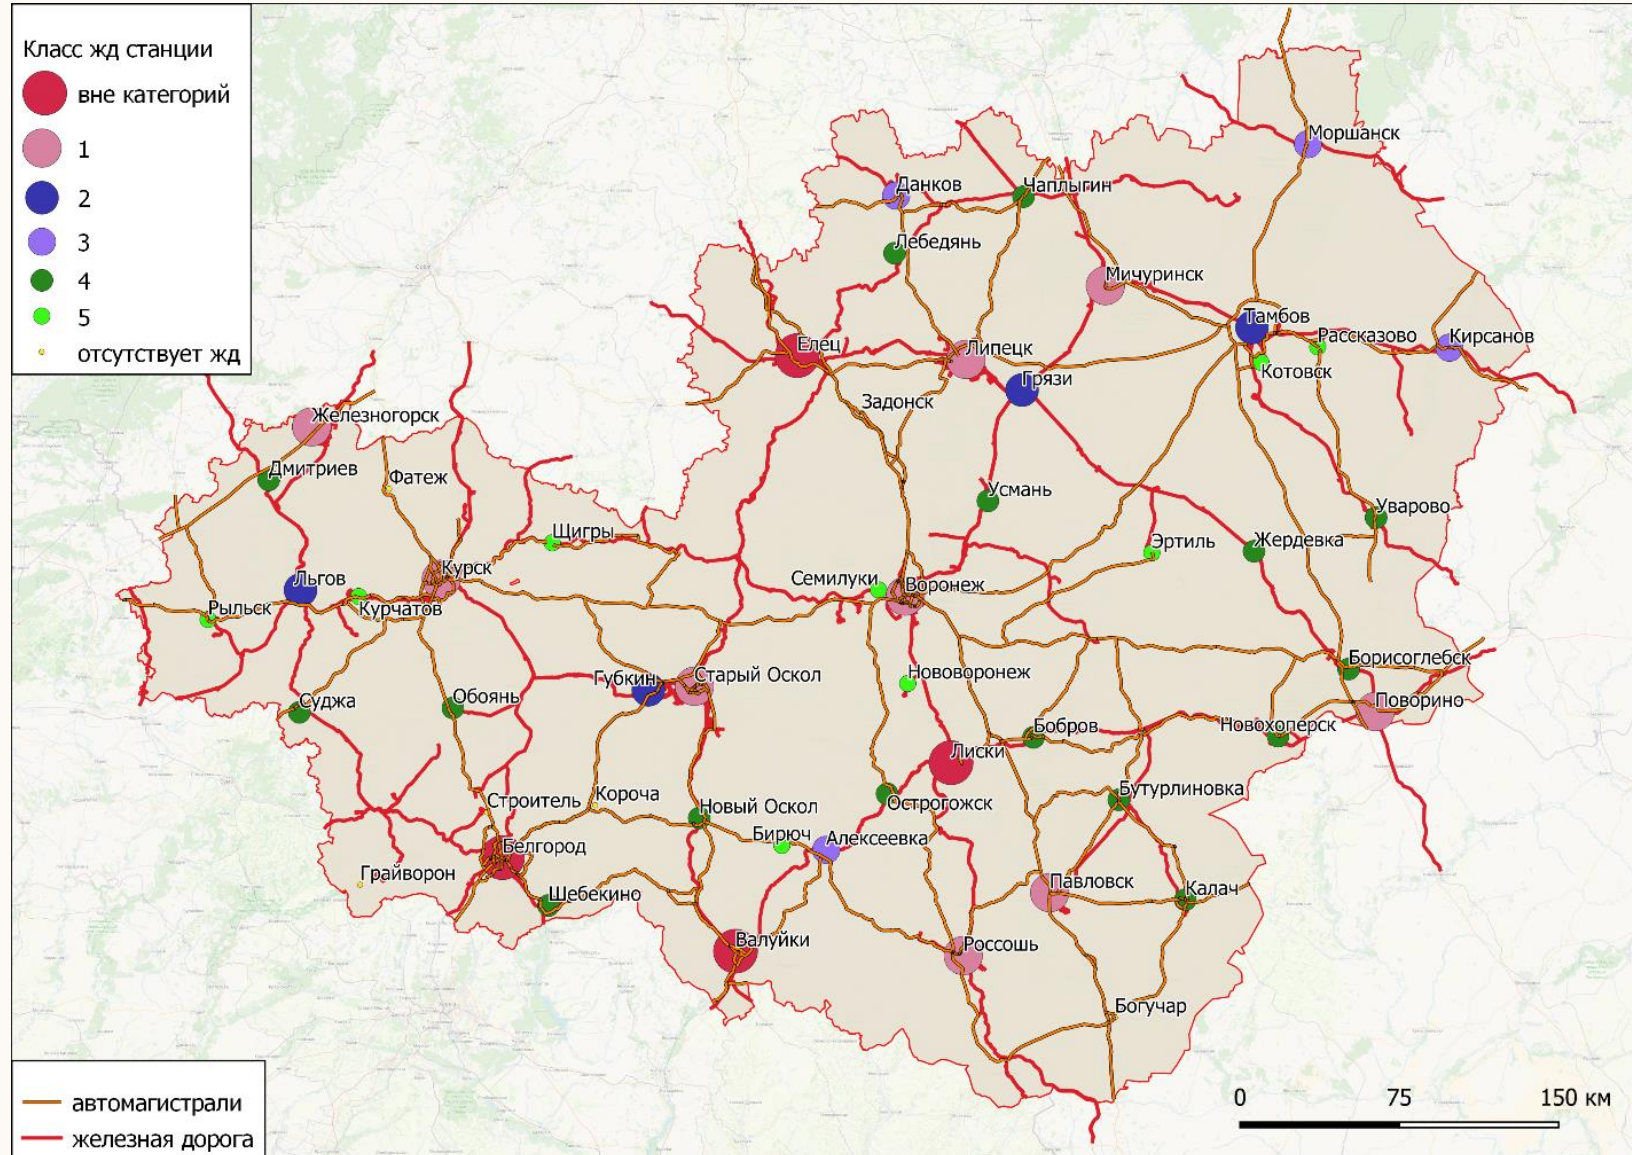 Класс жд станции
вне категорий
1
2
3
4
5
отсутствует жд
Моршанск
Данков
Чаплыгин
Лебедянь
Мичуринск
Тамбов
Рассказово
Кирсанов
Котовск
Елец
Липецк
Грязи
Задонск
Железногорск
Дмитриев
Фатеж
Усмань
Уварово
Щигры
Эртиль
Жердевка
Курск
Льгов
Семилуки
Воронеж
Рыльск
Курчатов
Борисоглебск
Губкин
Старый Оскол
Нововоронеж
Суджа
Обоянь
Поворино
Бобров
Новохоперск
Лиски
Бутурлиновка
Строитель
Короча
Новый Оскол
Острогожск
Бирюч
Алексеевка
Белгород
Грайворон
Шебекино
Павловск
Калач
Валуйки
Россошь
Богучар
автомагистрали
железная дорога
0 75 150 км